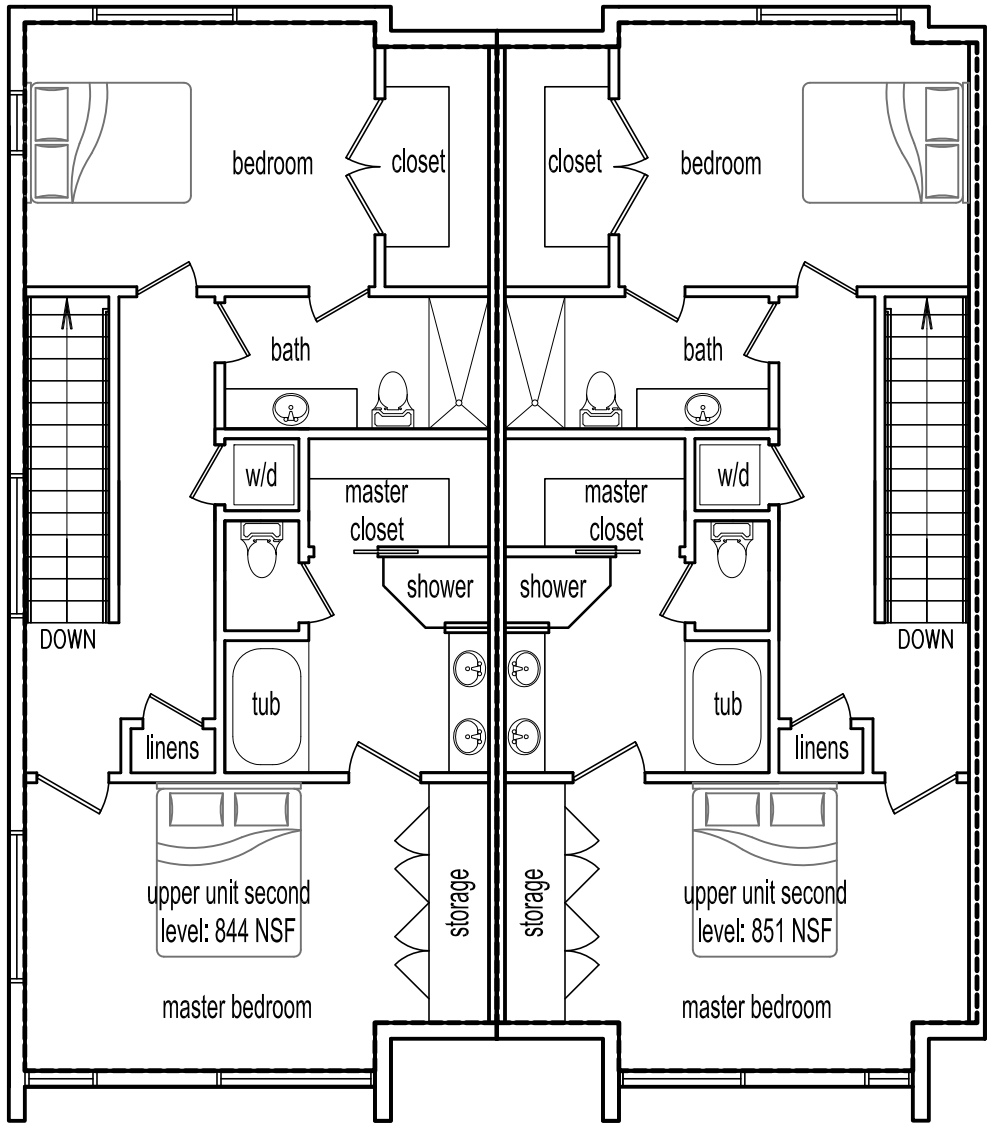 bedroom
closet
closet
bedroom
bath
bath
w/d
master
closet
master
closet
w/d
shower
shower
DOWN
DOWN
tub
tub
linens
linens
upper unit second
level: 844 NSF
storage
storage
upper unit second
level: 851 NSF
master bedroom
master bedroom